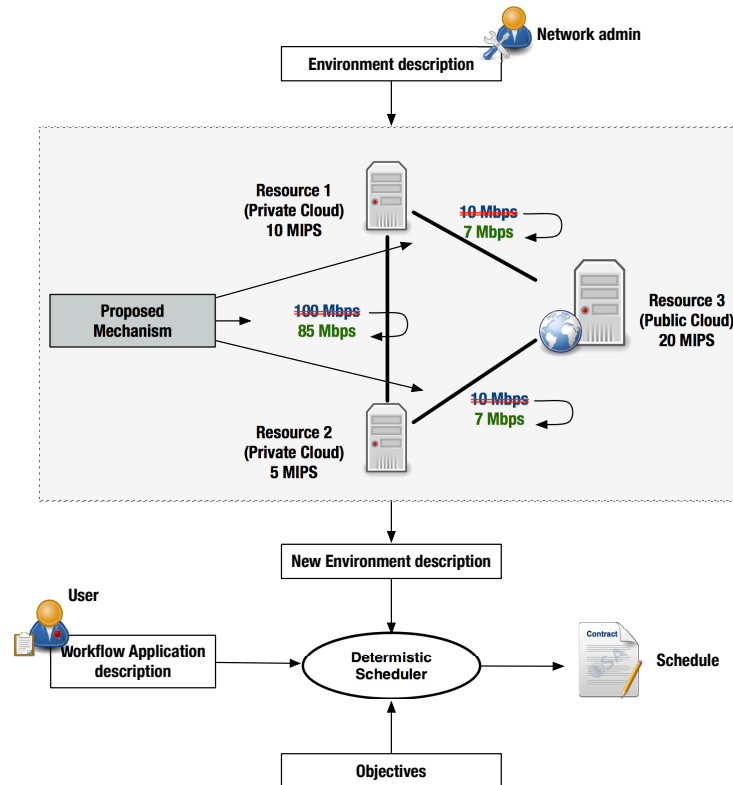 Network admin
Environment description
Resource 1
(Private Cloud)
10 MIPS
10 Mbps
7 Mbps
Proposed
Mechanism
100 Mbps
85 Mbps
Resource 3
(Public Cloud)
20 MIPS
10 Mbps
7 Mbps
Resource 2
(Private Cloud)
5 MIPS
New Environment description
User
Workflow Application
description
Determistic
Scheduler
Contract
Schedule
Objectives